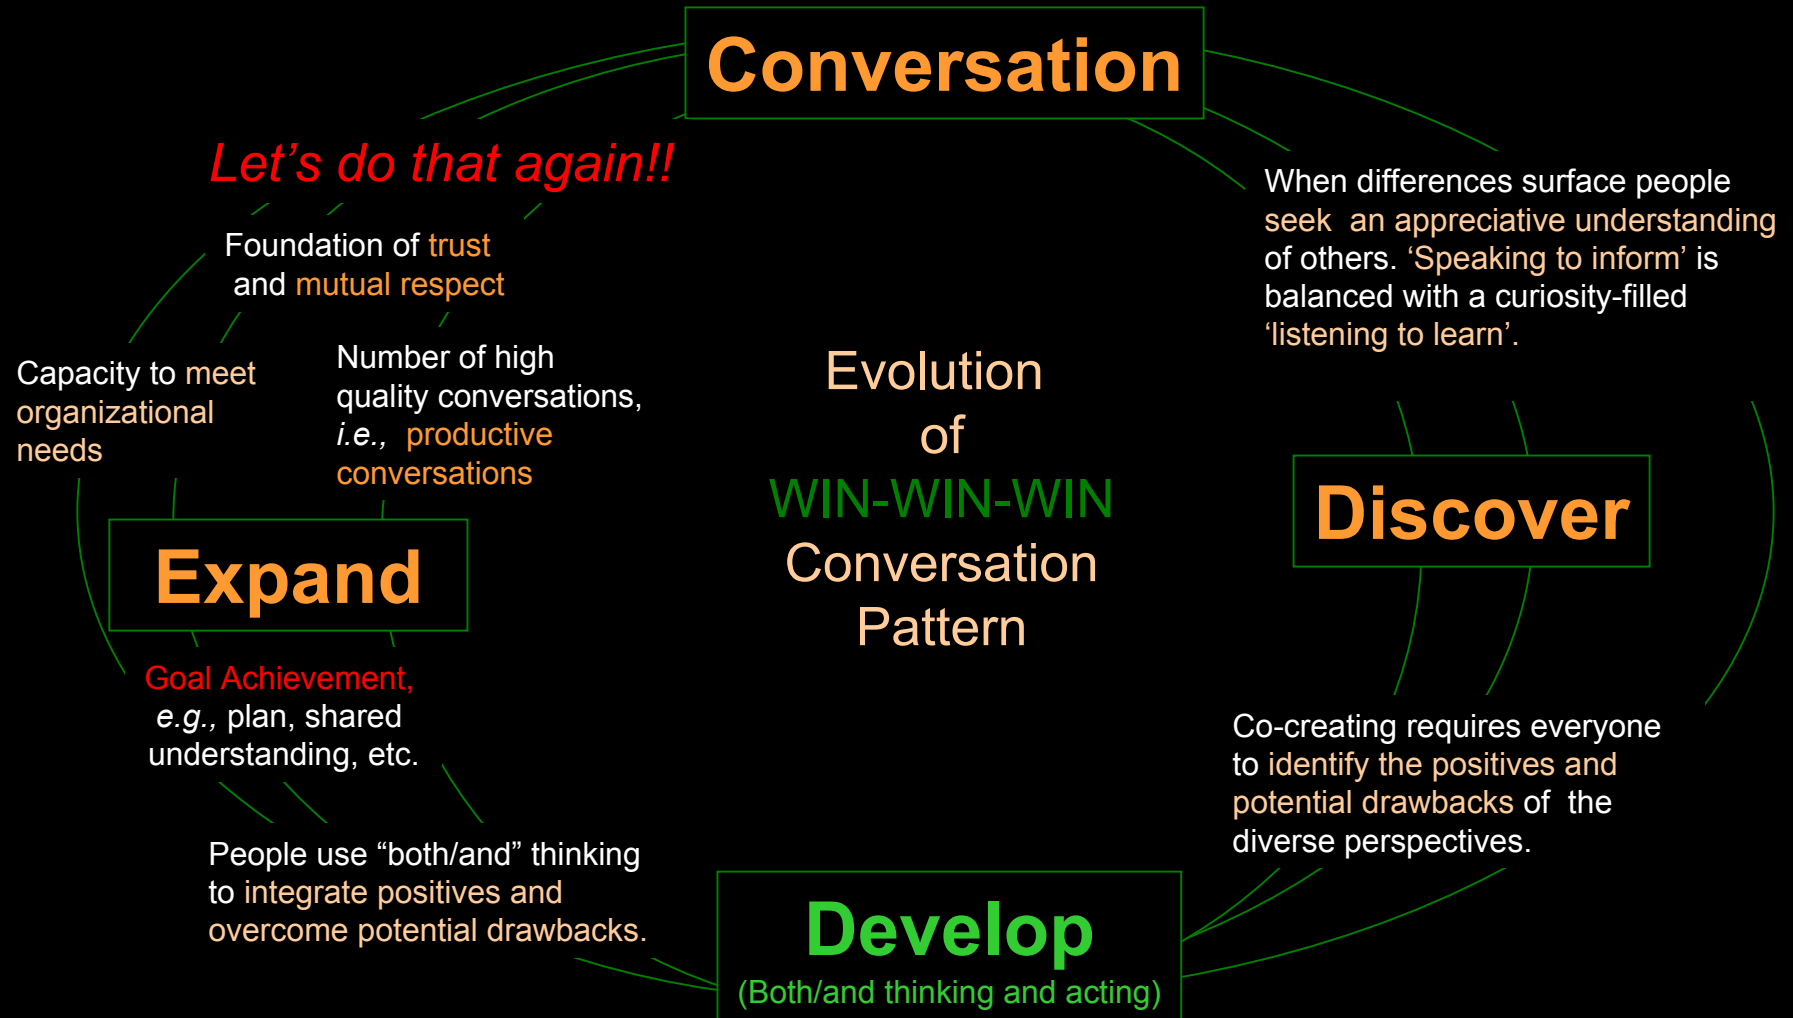 Conversation
Let’s do that again!!
Foundation of trust
and mutual respect
Capacity to meet
organizational
needs
Number of high
quality conversations,
i.e., productive
conversations
Expand
Goal Achievement,
e.g., plan, shared
understanding, etc.
People use “both/and” thinking
to integrate positives and
overcome potential drawbacks.
Evolution
of
WIN-WIN-WIN
Conversation
Pattern
When differences surface people
seek an appreciative understanding
of others. ‘Speaking to inform’ is
balanced with a curiosity-filled
‘listening to learn’.
Discover
Co-creating requires everyone
to identify the positives and
potential drawbacks of the
diverse perspectives.
Develop
(Both/and thinking and acting)